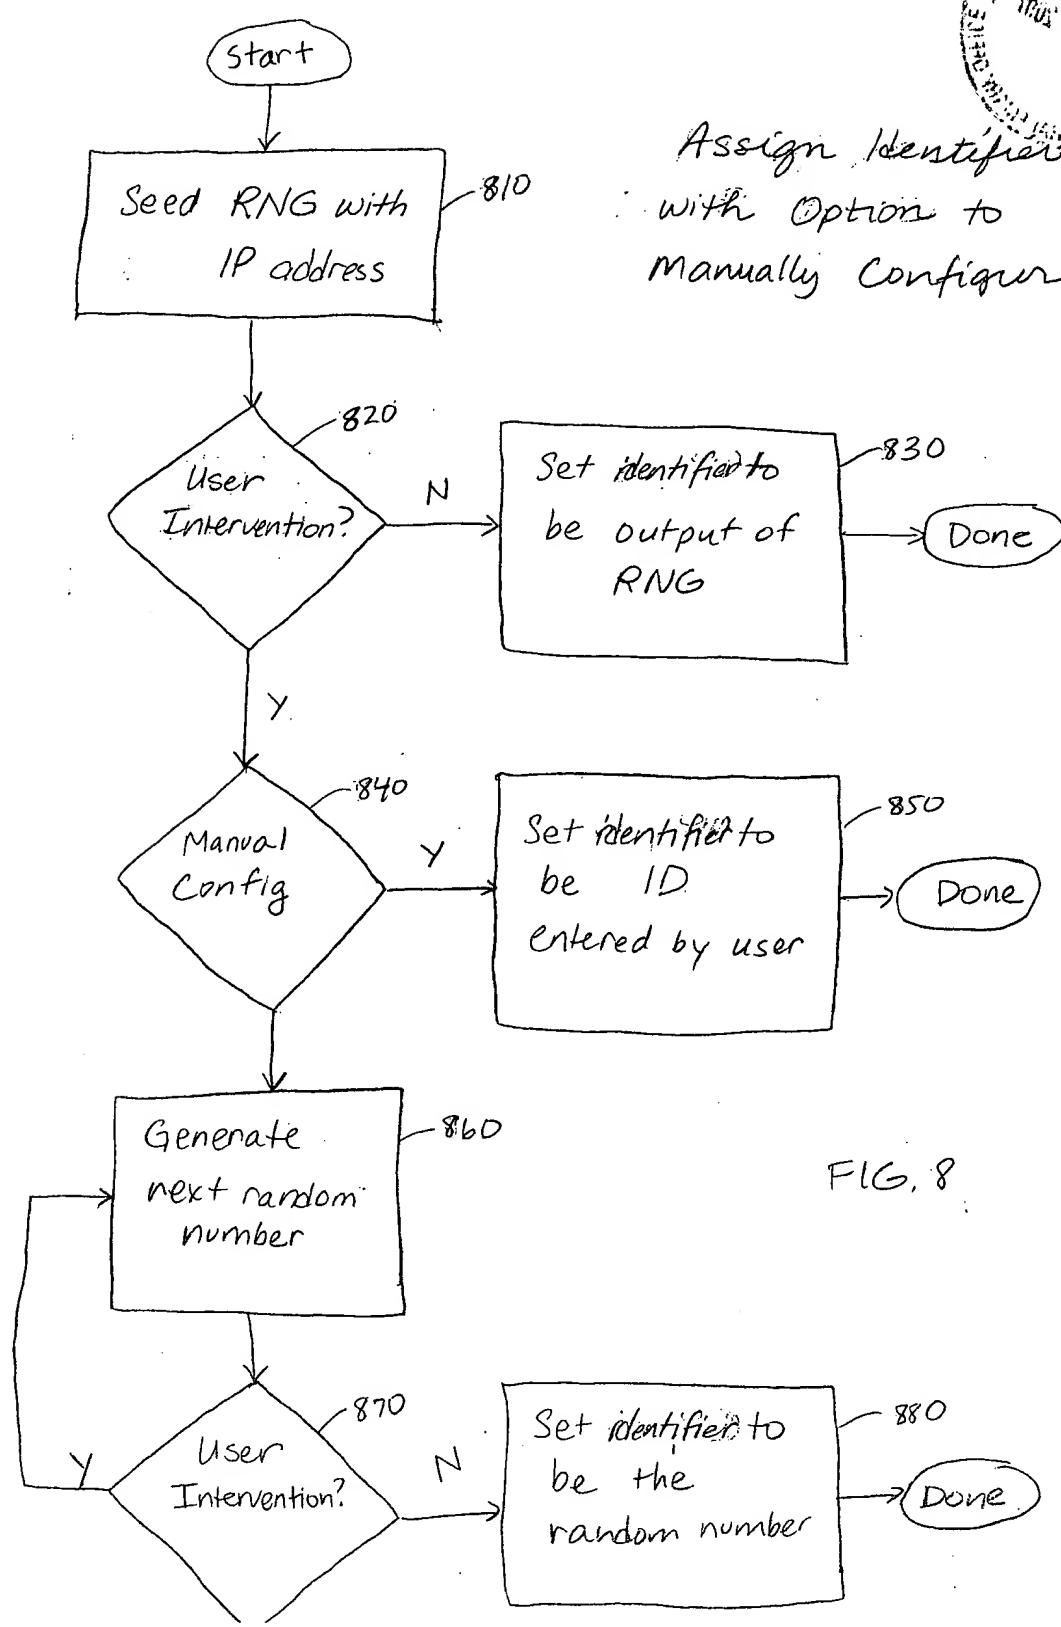 Start
Assign Identifier
with Option to
Manually Configur
Seed RNG with
IP address
810
820
User
Intervention?
N
Set identifier to
be output of
RNG
830
Done
Y
840
Manual
Config
Y
Set identifier to
be ID
entered by user
850
Done
Generate
next random
number
860
FIG. 8
870
User
Intervention?
Y
N
Set identifier to
be the
random number
880
Done